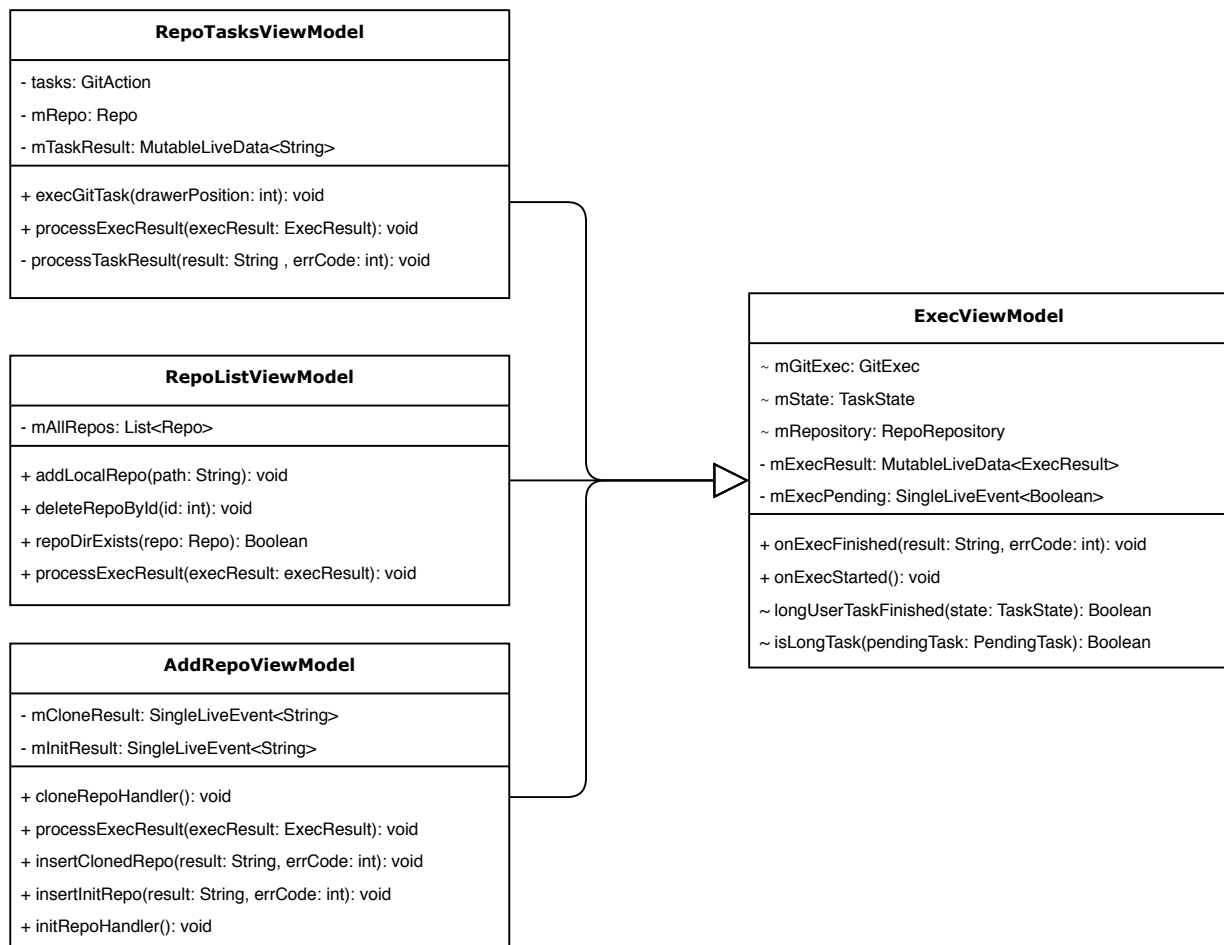 RepoTasksViewModel
- tasks: GitAction
- mRepo: Repo
- mTaskResult: MutableLiveData<String>
+ execGitTask(drawerPosition: int): void
+ processExecResult(execResult: ExecResult): void
- processTaskResult(result: String , errCode: int): void
RepoListViewModel
- mAllRepos: List<Repo>
+ addLocalRepo(path: String): void
+ deleteRepoById(id: int): void
+ repoDirExists(repo: Repo): Boolean
+ processExecResult(execResult: execResult): void
AddRepoViewModel
- mCloneResult: SingleLiveEvent<String>
- mInitResult: SingleLiveEvent<String>
+ cloneRepoHandler(): void
+ processExecResult(execResult: ExecResult): void
+ insertClonedRepo(result: String, errCode: int): void
+ insertInitRepo(result: String, errCode: int): void
+ initRepoHandler(): void
ExecViewModel
~ mGitExec: GitExec
~ mState: TaskState
~ mRepository: RepoRepository
- mExecResult: MutableLiveData<ExecResult>
- mExecPending: SingleLiveEvent<Boolean>
+ onExecFinished(result: String, errCode: int): void
+ onExecStarted(): void
~ longUserTaskFinished(state: TaskState): Boolean
~ isLongTask(pendingTask: PendingTask): Boolean